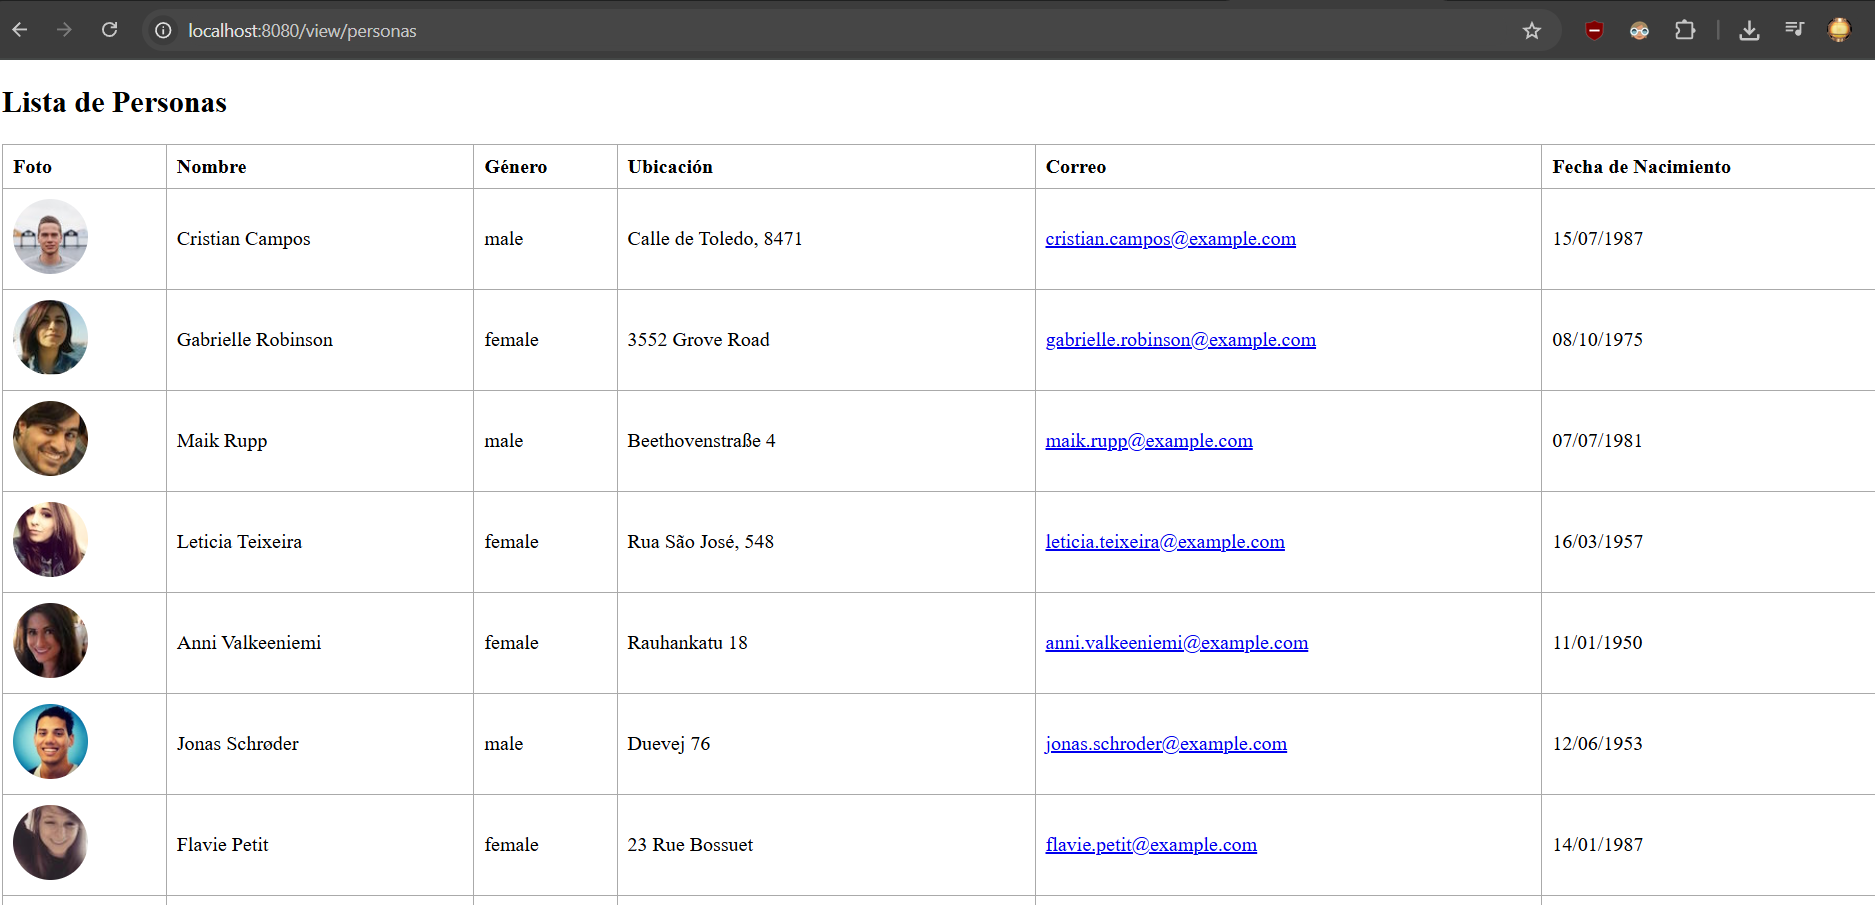 localhost:8080/view/personas
Lista de Personas
Foto Nombre Género Ubicación Correo Fecha de Nacimiento
Cristian Campos male Calle de Toledo, 8471 cristian.campos@example.com 15/07/1987
Gabrielle Robinson female 3552 Grove Road gabrielle.robinson@example.com 08/10/1975
Maik Rupp male Beethovenstraße 4 maik.rupp@example.com 07/07/1981
Leticia Teixeira female Rua São José, 548 leticia.teixeira@example.com 16/03/1957
Anni Valkeeniemi female Rauhankatu 18 anni.valkeeniemi@example.com 11/01/1950
Jonas Schrøder male Duevej 76 jonas.schroder@example.com 12/06/1953
Flavie Petit female 23 Rue Bossuet flavie.petit@example.com 14/01/1987